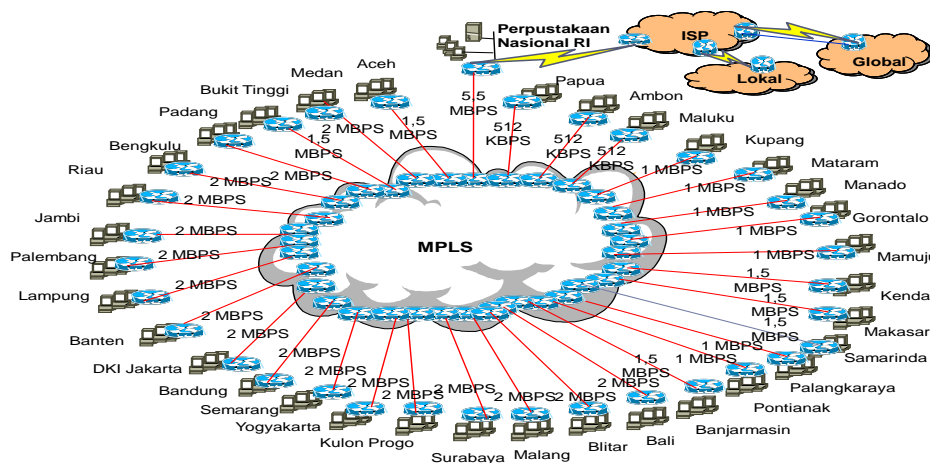 Perpustakaan
Nasional RI
ISP
Global
Lokal
Aceh
Medan
Bukit Tinggi
Padang
Bengkulu
Riau
Jambi
Palembang
Lampung
Banten
DKI Jakarta
Bandung
Semarang
Yogyakarta
Kulon Progo
Surabaya
Malang
Blitar
Bali
Banjarmasin
Pontianak
Palangkaraya
Samarinda
Makasar
Kenda
Mamuju
Gorontalo
Manado
Mataram
Kupang
Maluku
Ambon
Papua
MPLS
5,5
MBPS
512
KBPS
512
KBPS
512
KBPS
1 MBPS
1 MBPS
1 MBPS
1 MBPS
1 MBPS
1,5
MBPS
1,5
MBPS
1,5
MBPS
1 MBPS
1 MBPS
1,5
MBPS
2 MBPS
2 MBPS
2 MBPS
2 MBPS
2 MBPS
2 MBPS
2 MBPS
2 MBPS
2 MBPS
2 MBPS
2 MBPS
2 MBPS
2 MBPS
2 MBPS
1,5
MBPS
2 MBPS
1,5
MBPS